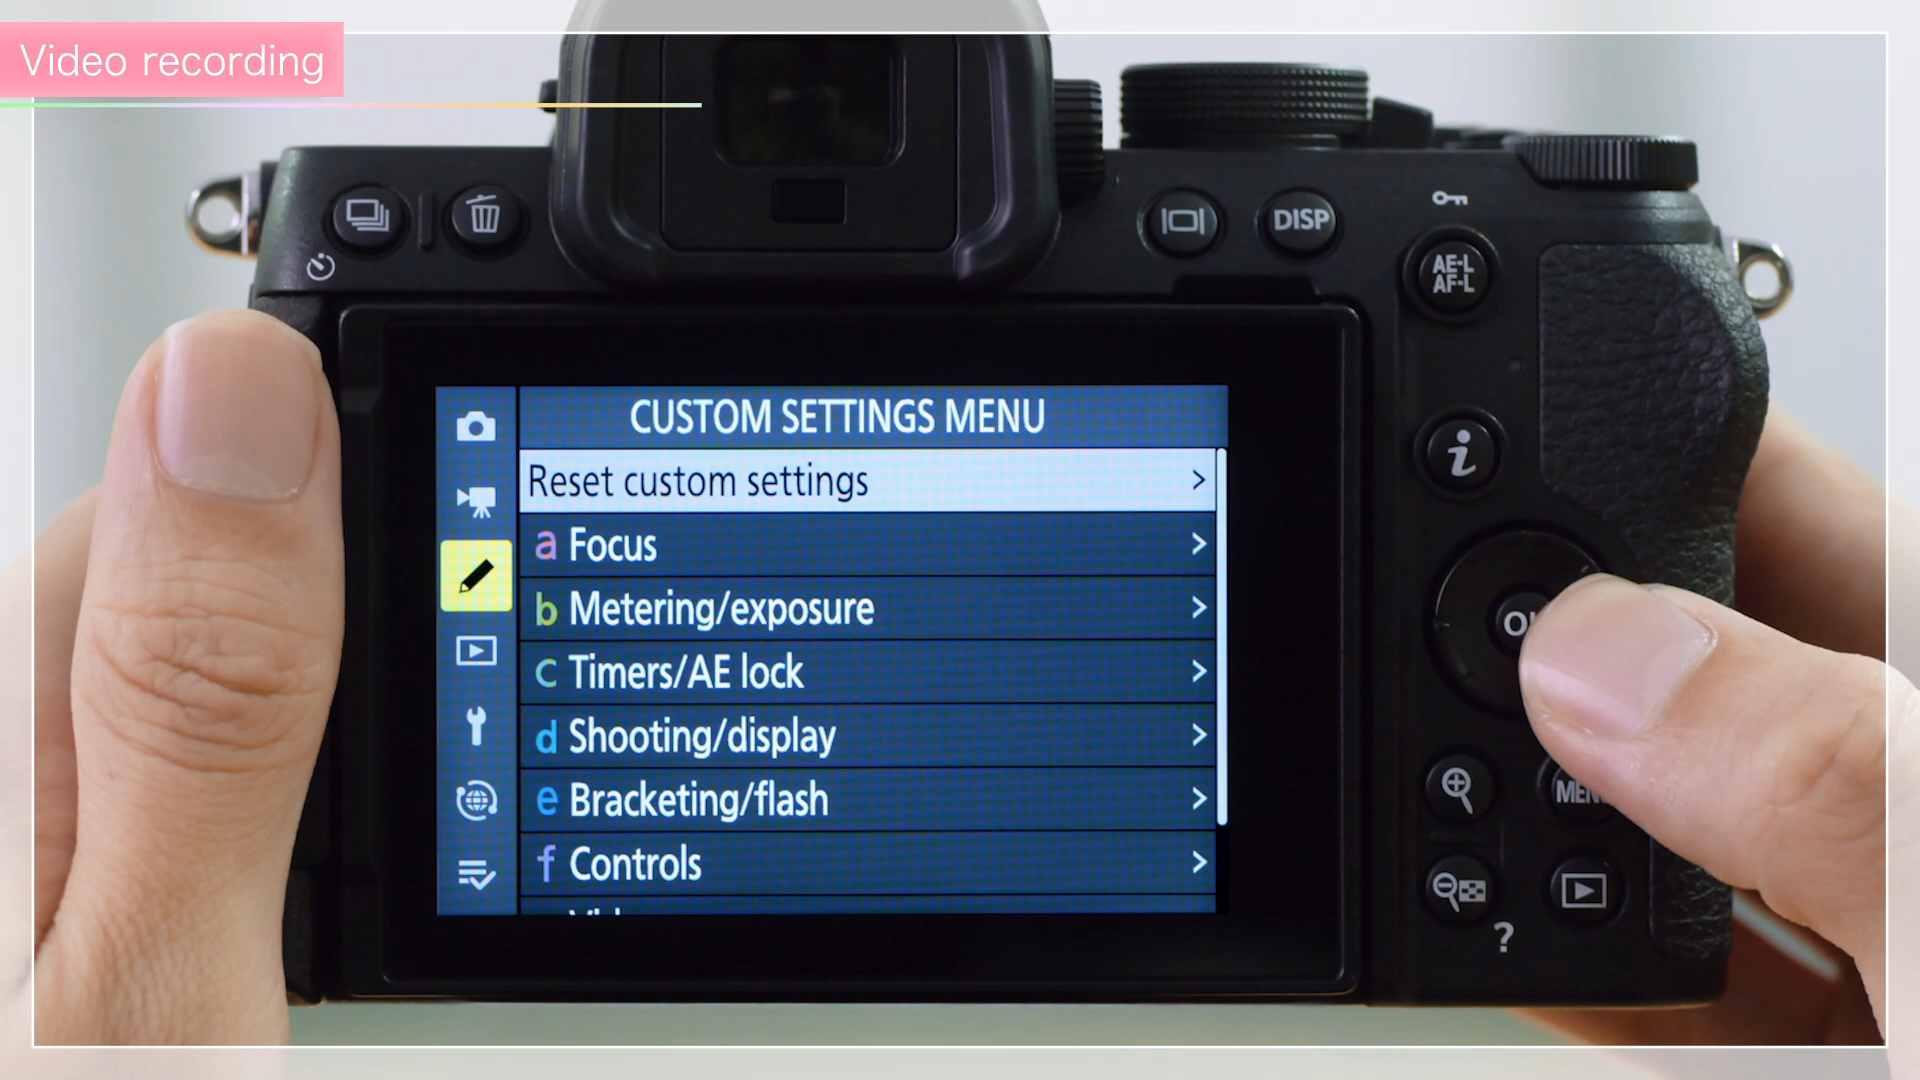 Video recording
DISP
AE-L
AF-L
i
CUSTOM SETTINGS MENU
Reset custom settings >
a Focus >
b Metering/exposure >
c Timers/AE lock >
d Shooting/display >
e Bracketing/flash >
f Controls >
?